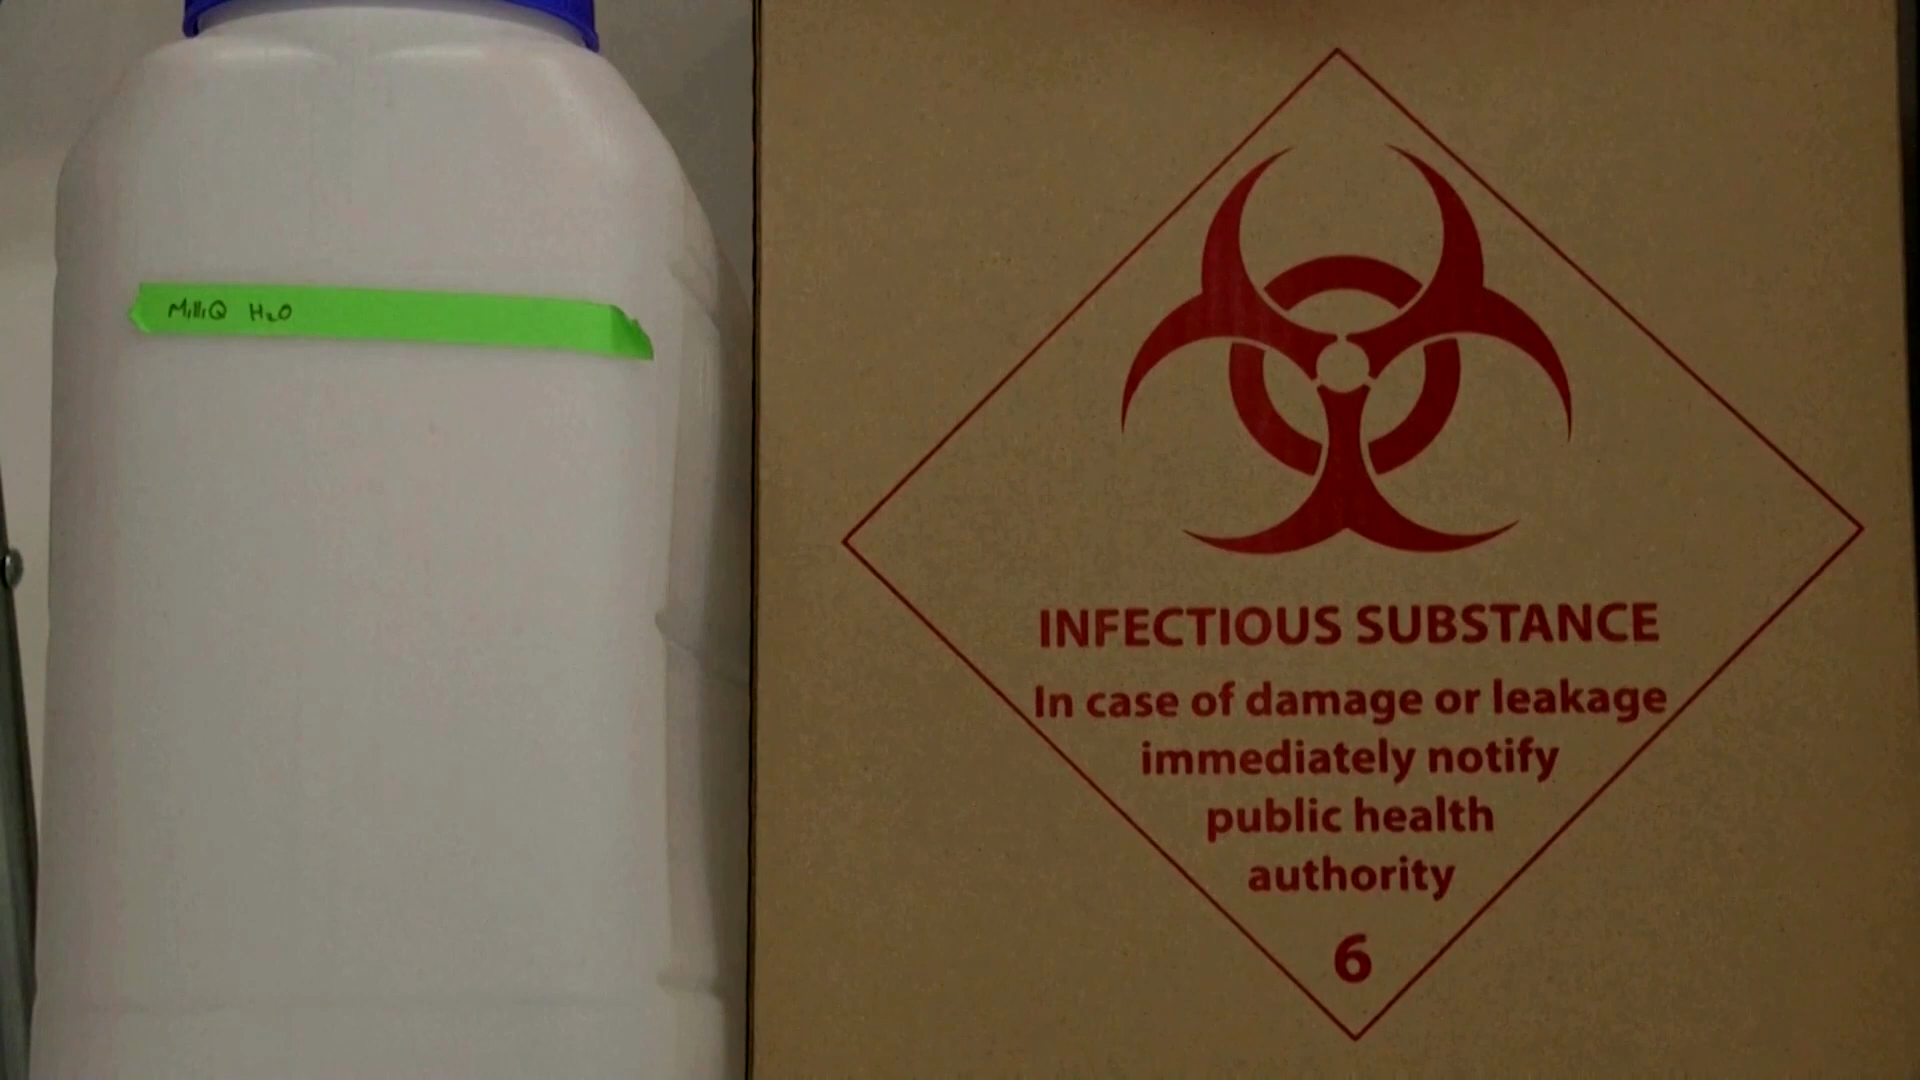 MilliQ H₂O
INFECTIOUS SUBSTANCE
In case of damage or leakage
immediately notify
public health
authority
6